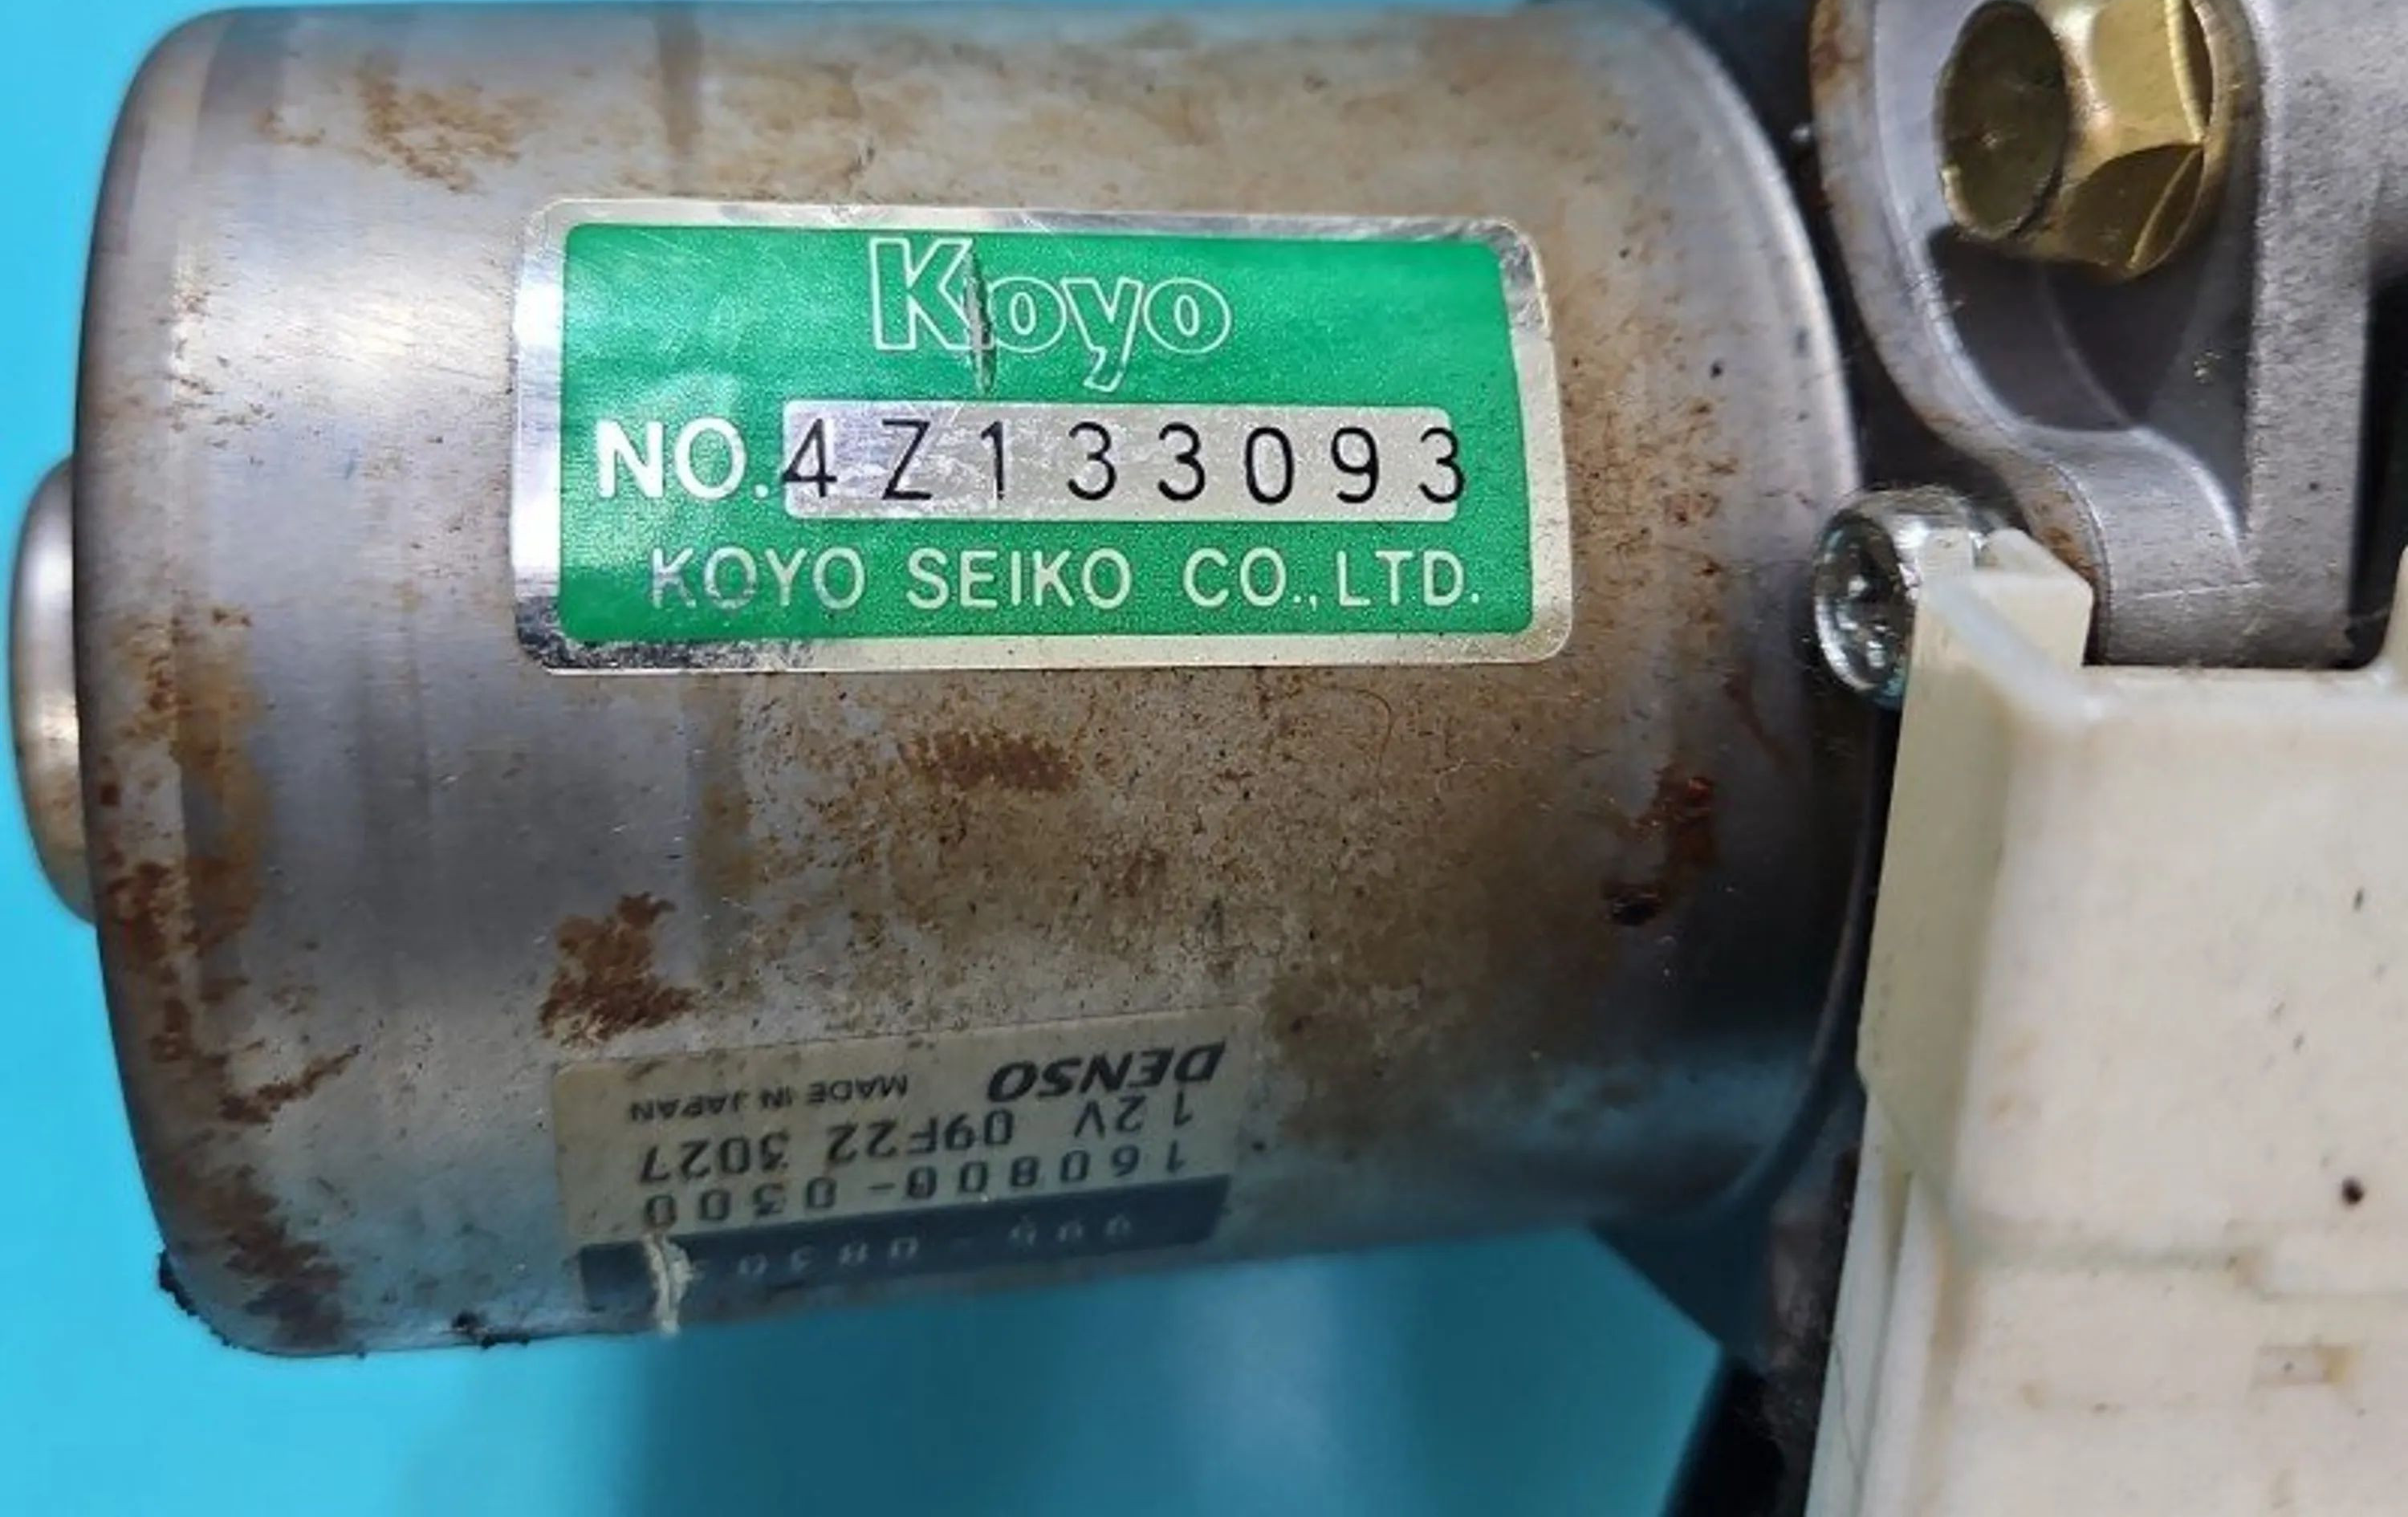 Koyo
NO. 4Z133093
KOYO SEIKO CO., LTD.
DENSO MADE IN JAPAN
12V 09F22 3027
160800-0300